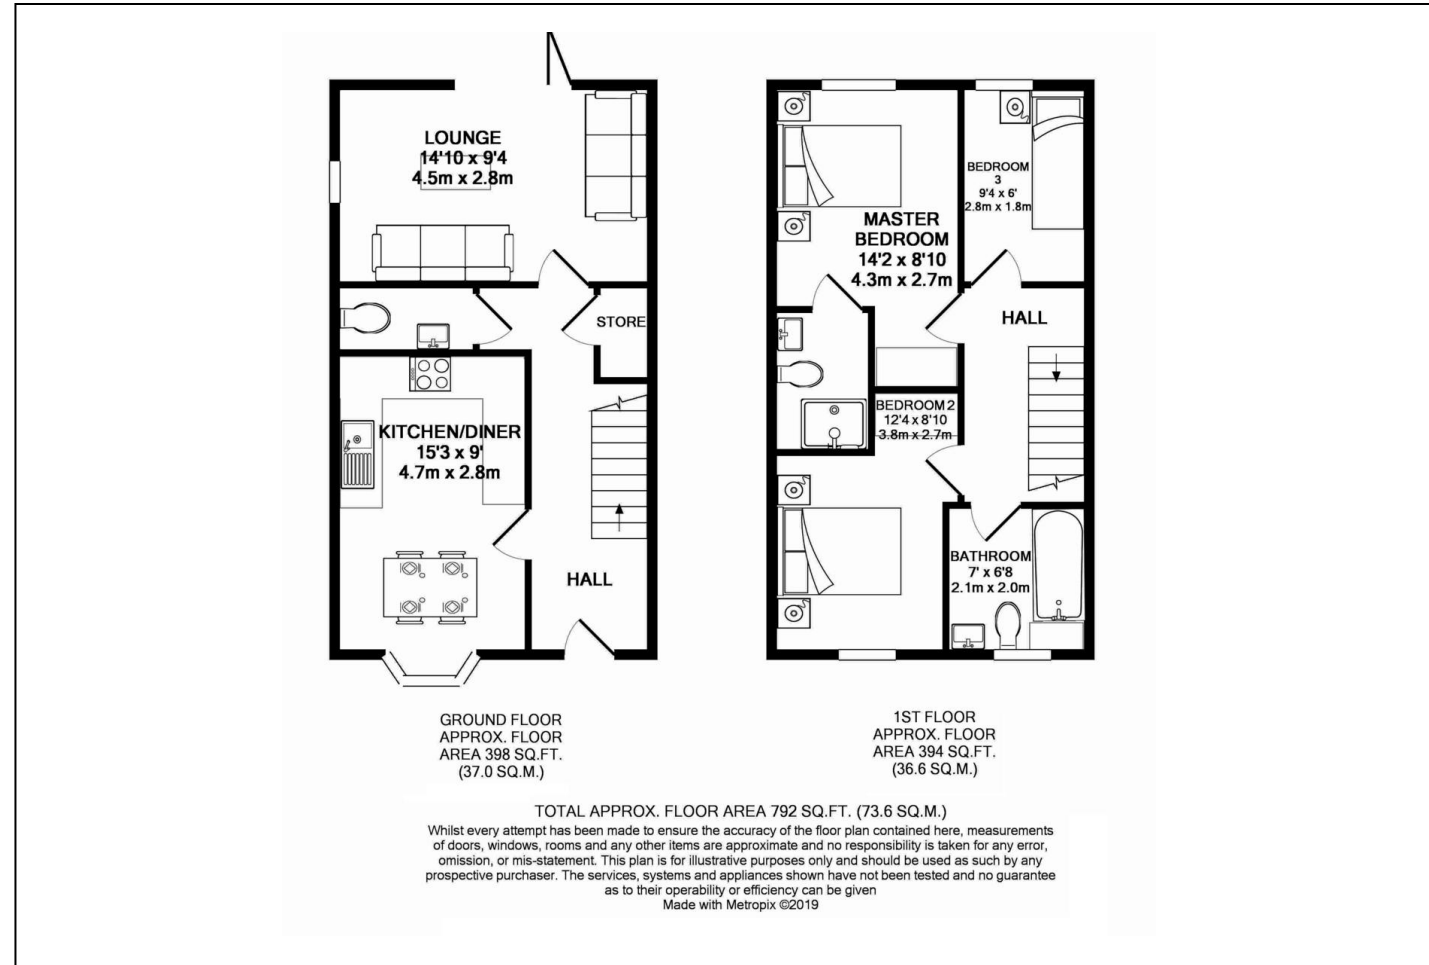 LOUNGE
14'10 x 9'4
4.5m x 2.8m
STORE
KITCHEN/DINER
15'3 x 9'
4.7m x 2.8m
HALL
GROUND FLOOR
APPROX. FLOOR
AREA 398 SQ.FT.
(37.0 SQ.M.)
BEDROOM
3
9'4 x 6'
2.8m x 1.8m
MASTER
BEDROOM
14'2 x 8'10
4.3m x 2.7m
HALL
BEDROOM 2
12'4 x 8'10
3.8m x 2.7m
BATHROOM
7' x 6'8
2.1m x 2.0m
1ST FLOOR
APPROX. FLOOR
AREA 394 SQ.FT.
(36.6 SQ.M.)
TOTAL APPROX. FLOOR AREA 792 SQ.FT. (73.6 SQ.M.)
Whilst every attempt has been made to ensure the accuracy of the floor plan contained here, measurements
of doors, windows, rooms and any other items are approximate and no responsibility is taken for any error,
omission, or mis-statement. This plan is for illustrative purposes only and should be used as such by any
prospective purchaser. The services, systems and appliances shown have not been tested and no guarantee
as to their operability or efficiency can be given
Made with Metropix ©2019